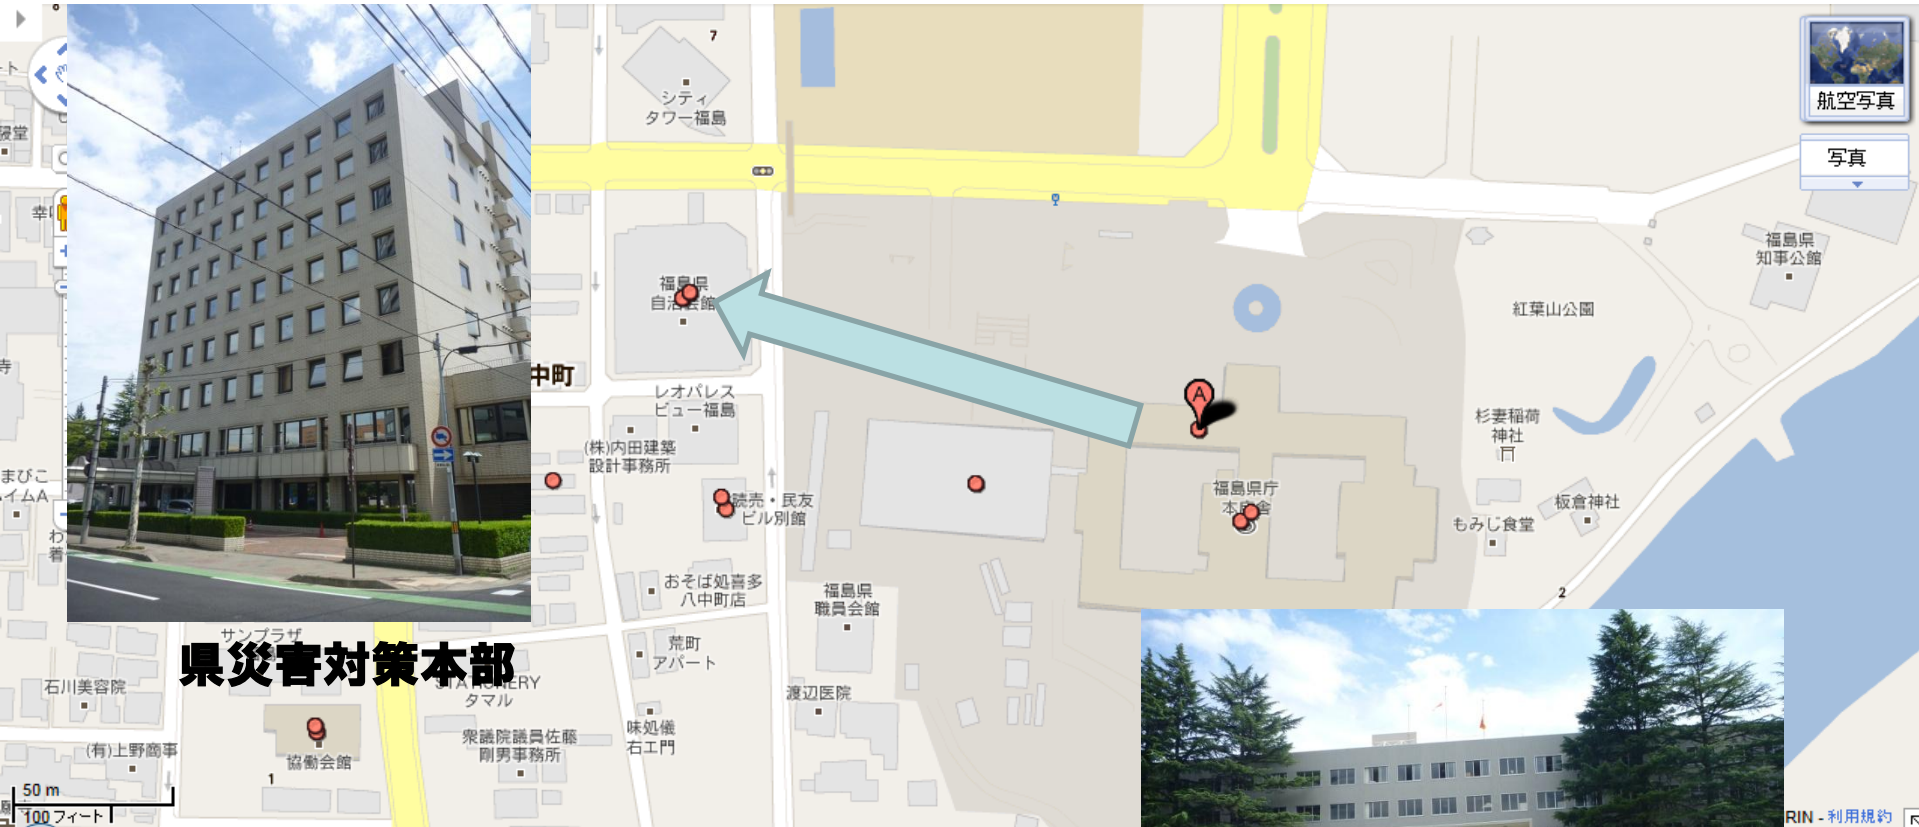 7
シティ
タワー福島
航空写真
写真
福島県
知事公館
福島県
自治会館
紅葉山公園
中町
レオパレス
ビュー福島
(株)内田建築
設計事務所
杉妻稲荷
神社
福島県庁
本庁舎
読売・民友
ビル別館
板倉神社
もみじ食堂
まびこ
イムA
A
おそば処喜多
八中町店
福島県
職員会館
2
サンプラザ
県災害対策本部
荒町
アパート
石川美容院
STATIONERY
タマル
渡辺医院
味処儀
右エ門
衆議院議員佐藤
剛男事務所
(有)上野商事
協働会館
1
50 m
100 フィート
RIN - 利用規約